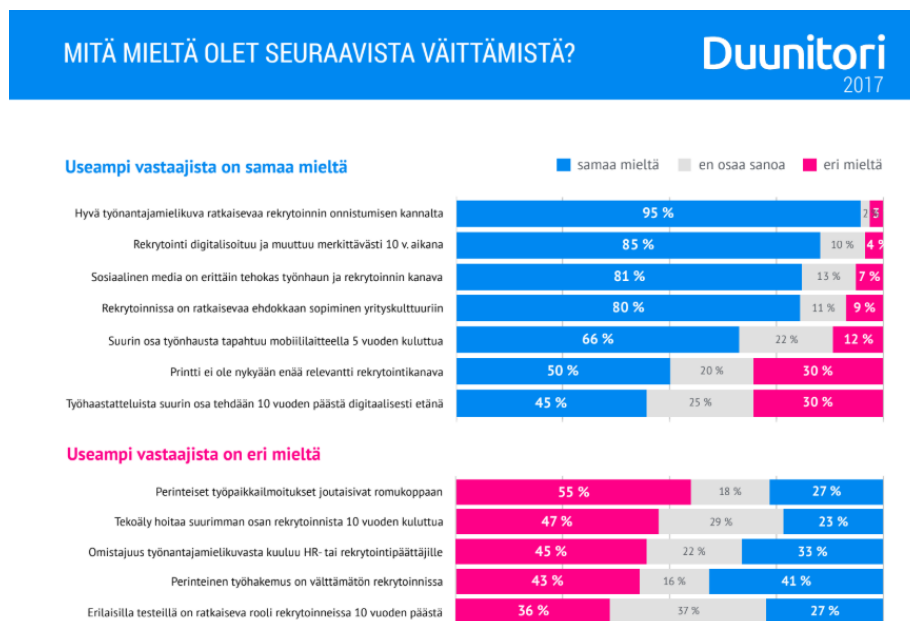 MITÄ MIELTÄ OLET SEURAAVISTA VÄITTÄMISTÄ?
Duunitori
2017
Useampi vastaajista on samaa mieltä
samaa mieltä en osaa sanoa eri mieltä
Hyvä työnantajamielikuva ratkaisevaa rekrytoinnin onnistumisen kannalta 95 % 2 3
Rekrytointi digitalisoituu ja muuttuu merkittävästi 10 v. aikana 85 % 10 % 4 %
Sosiaalinen media on erittäin tehokas työnhaun ja rekrytoinnin kanava 81 % 13 % 7 %
Rekrytoinnissa on ratkaisevaa ehdokkaan sopiminen yrityskulttuuriin 80 % 11 % 9 %
Suurin osa työnhausta tapahtuu mobiililaitteella 5 vuoden kuluttua 66 % 22 % 12 %
Printti ei ole nykyään enää relevantti rekrytointikanava 50 % 20 % 30 %
Työhaastatteluista suurin osa tehdään 10 vuoden päästä digitaalisesti etänä 45 % 25 % 30 %
Useampi vastaajista on eri mieltä
Perinteiset työpaikkailmoitukset joutaisivat romukoppaan 55 % 18 % 27 %
Tekoäly hoitaa suurimman osan rekrytoinnista 10 vuoden kuluttua 47 % 29 % 23 %
Omistajuus työnantajamielikuvasta kuuluu HR- tai rekrytointipäättäjille 45 % 22 % 33 %
Perinteinen työhakemus on välttämätön rekrytoinnissa 43 % 16 % 41 %
Erilaisilla testeillä on ratkaiseva rooli rekrytoinneissa 10 vuoden päästä 36 % 37 % 27 %